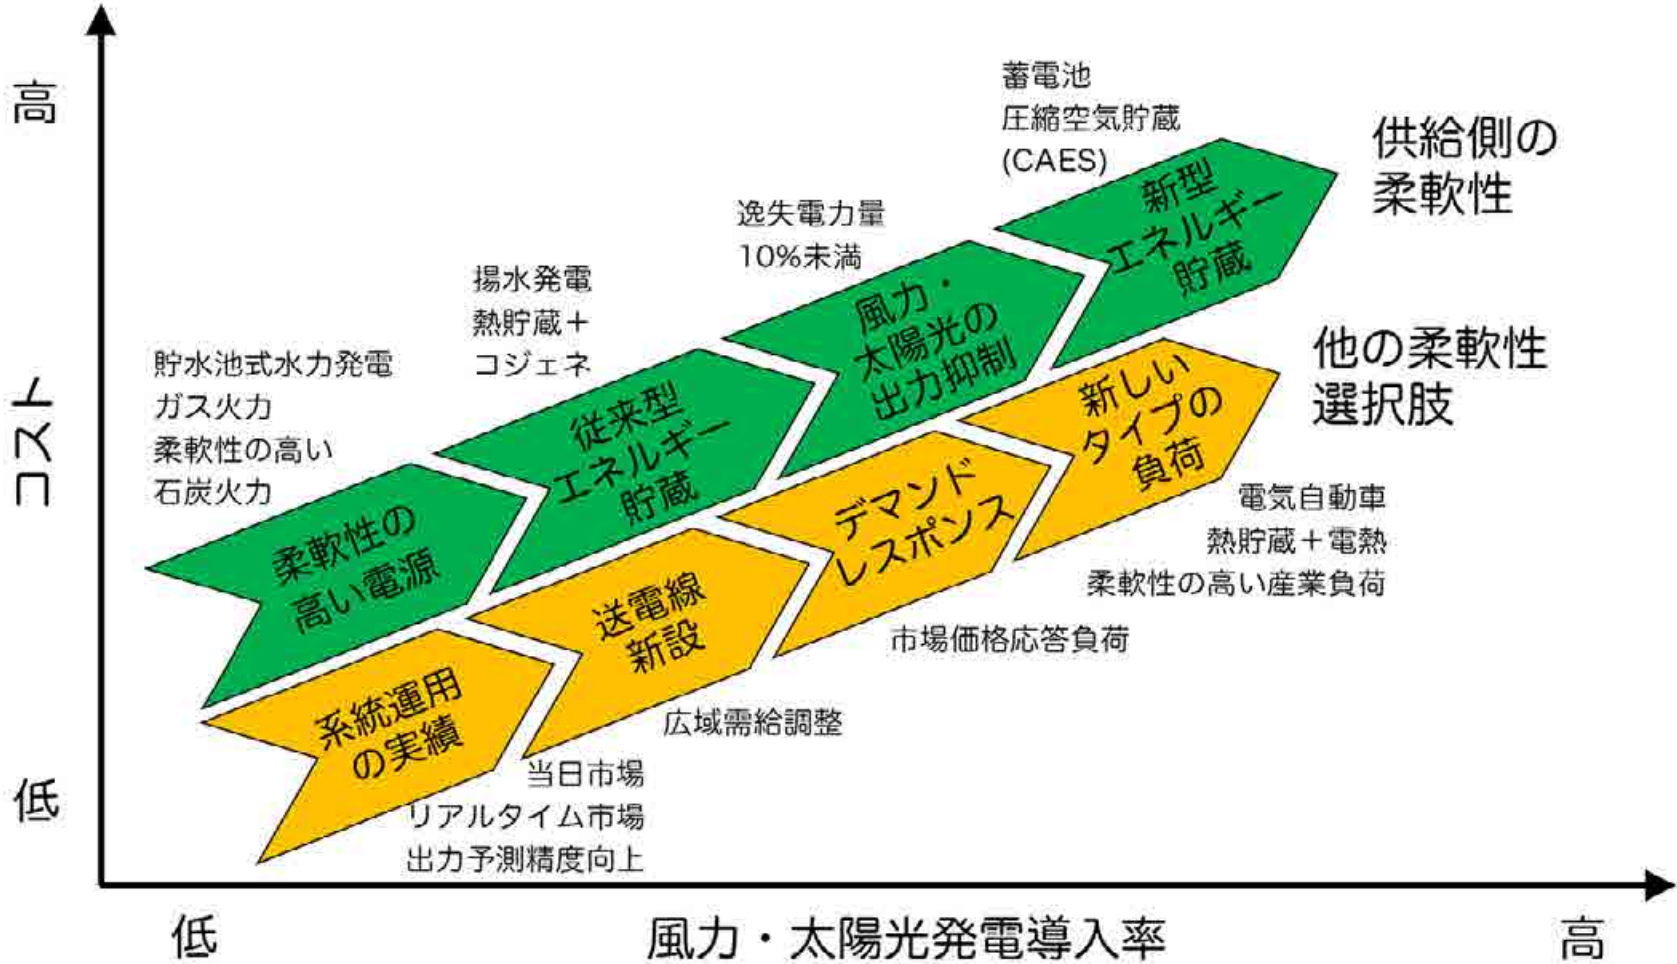 高
コスト
低
蓄電池
圧縮空気貯蔵
(CAES)
供給側の
柔軟性
新型
エネルギー
貯蔵
逸失電力量
10%未満
風力・
太陽光の
出力抑制
揚水発電
熱貯蔵+
コジェネ
従来型
エネルギー
貯蔵
貯水池式水力発電
ガス火力
柔軟性の高い
石炭火力
柔軟性の
高い電源
他の柔軟性
選択肢
新しい
タイプの
負荷
電気自動車
熱貯蔵+電熱
柔軟性の高い産業負荷
デマンド
レスポンス
市場価格応答負荷
送電線
新設
広域需給調整
系統運用
の実績
当日市場
リアルタイム市場
出力予測精度向上
低
風力・太陽光発電導入率
高